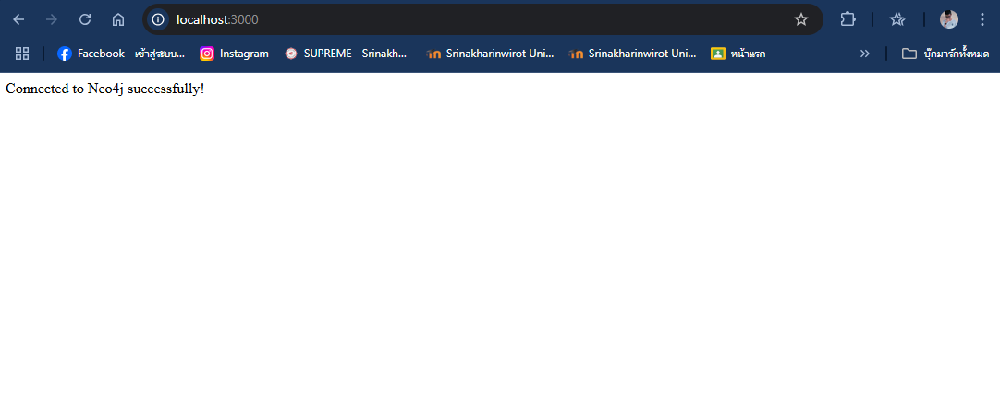 localhost:3000
Facebook - เข้าสู่ระบบ... Instagram SUPREME - Srinakh... Srinakharinwirot Uni... Srinakharinwirot Uni... หน้าแรก » บุ๊กมาร์กทั้งหมด
Connected to Neo4j successfully!